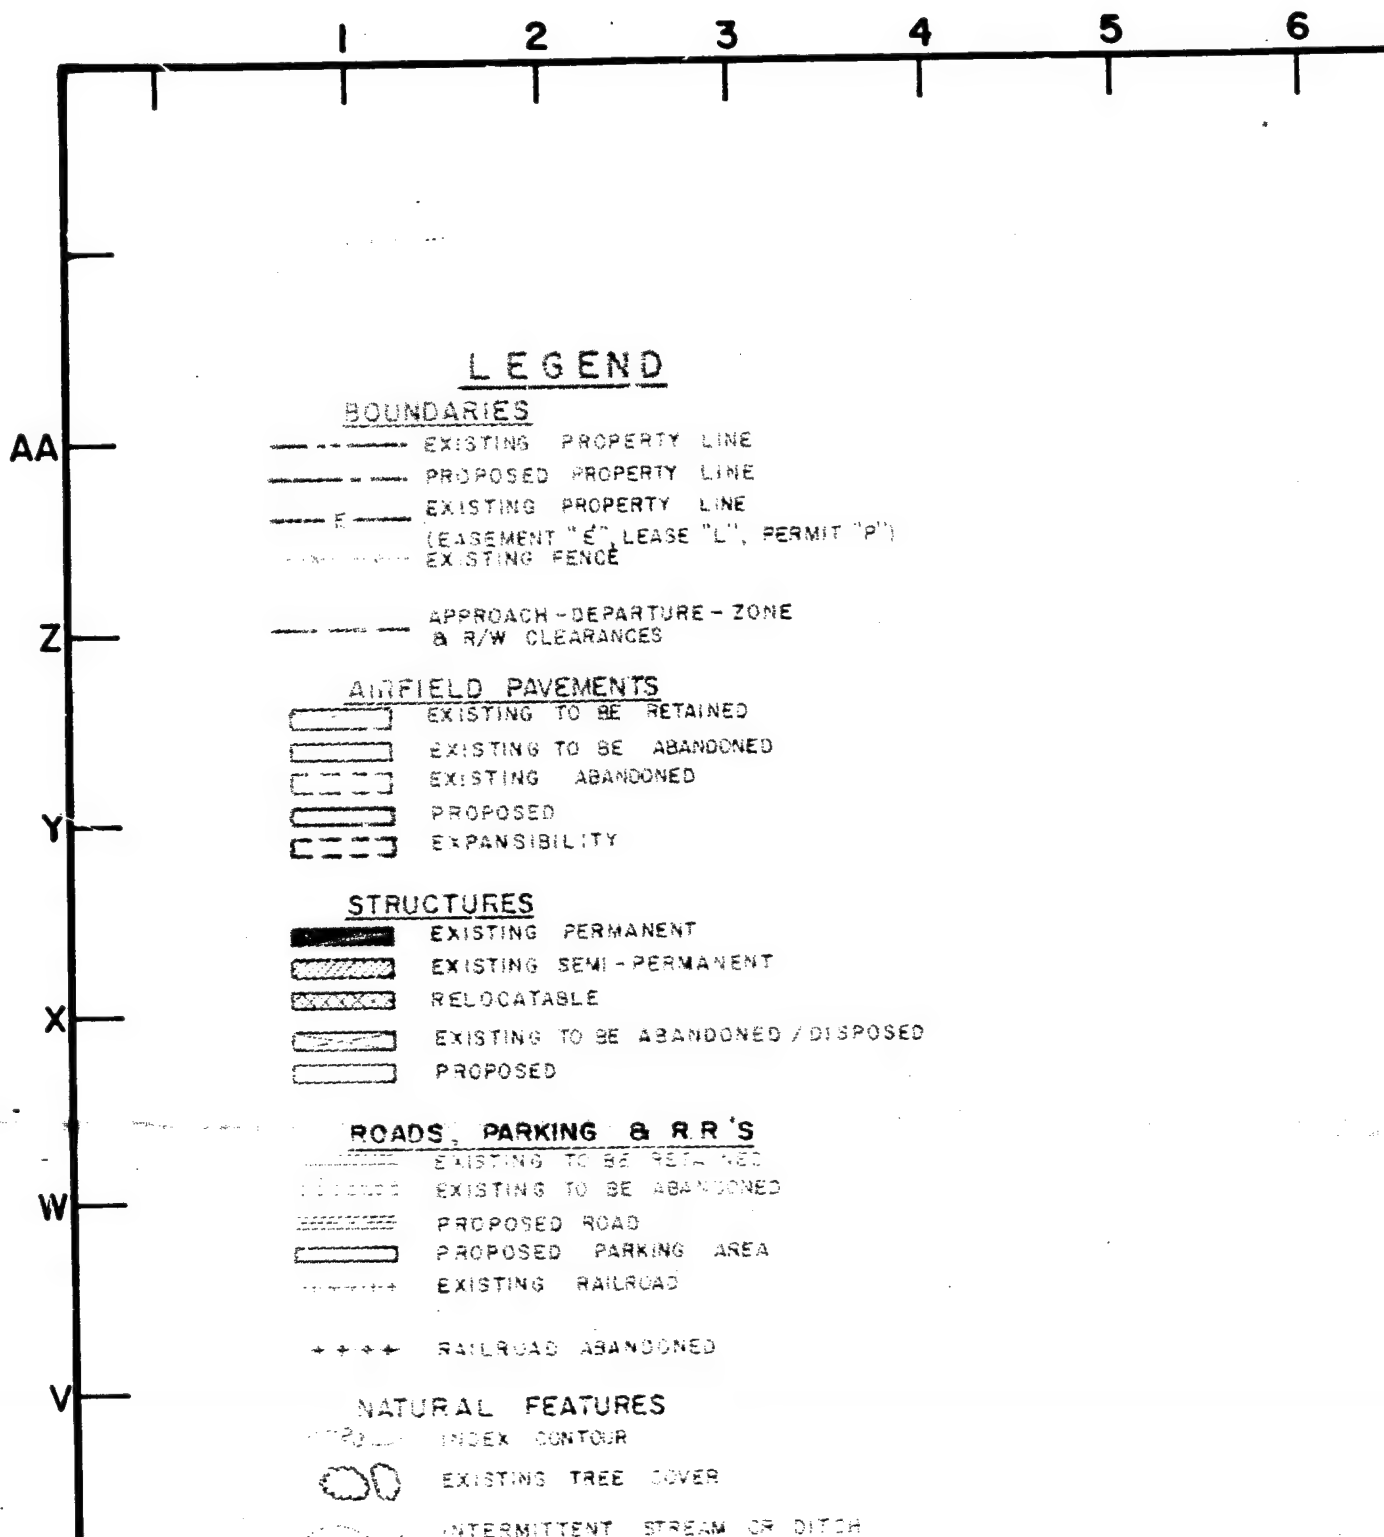 1 2 3 4 5 6
LEGEND
BOUNDARIES
AA
EXISTING PROPERTY LINE
PROPOSED PROPERTY LINE
EXISTING PROPERTY LINE
E
(EASEMENT "E", LEASE "L", PERMIT "P")
EXISTING FENCE
APPROACH-DEPARTURE-ZONE
Z
& R/W CLEARANCES
AIRFIELD PAVEMENTS
EXISTING TO BE RETAINED
EXISTING TO BE ABANDONED
EXISTING ABANDONED
PROPOSED
Y
EXPANSIBILITY
STRUCTURES
EXISTING PERMANENT
EXISTING SEMI-PERMANENT
RELOCATABLE
X
EXISTING TO BE ABANDONED/DISPOSED
PROPOSED
ROADS, PARKING & R.R'S
EXISTING TO BE RETAINED
EXISTING TO BE ABANDONED
W
PROPOSED ROAD
PROPOSED PARKING AREA
EXISTING RAILROAD
RAILROAD ABANDONED
V
NATURAL FEATURES
INDEX CONTOUR
EXISTING TREE COVER
INTERMITTENT STREAM OR DITCH